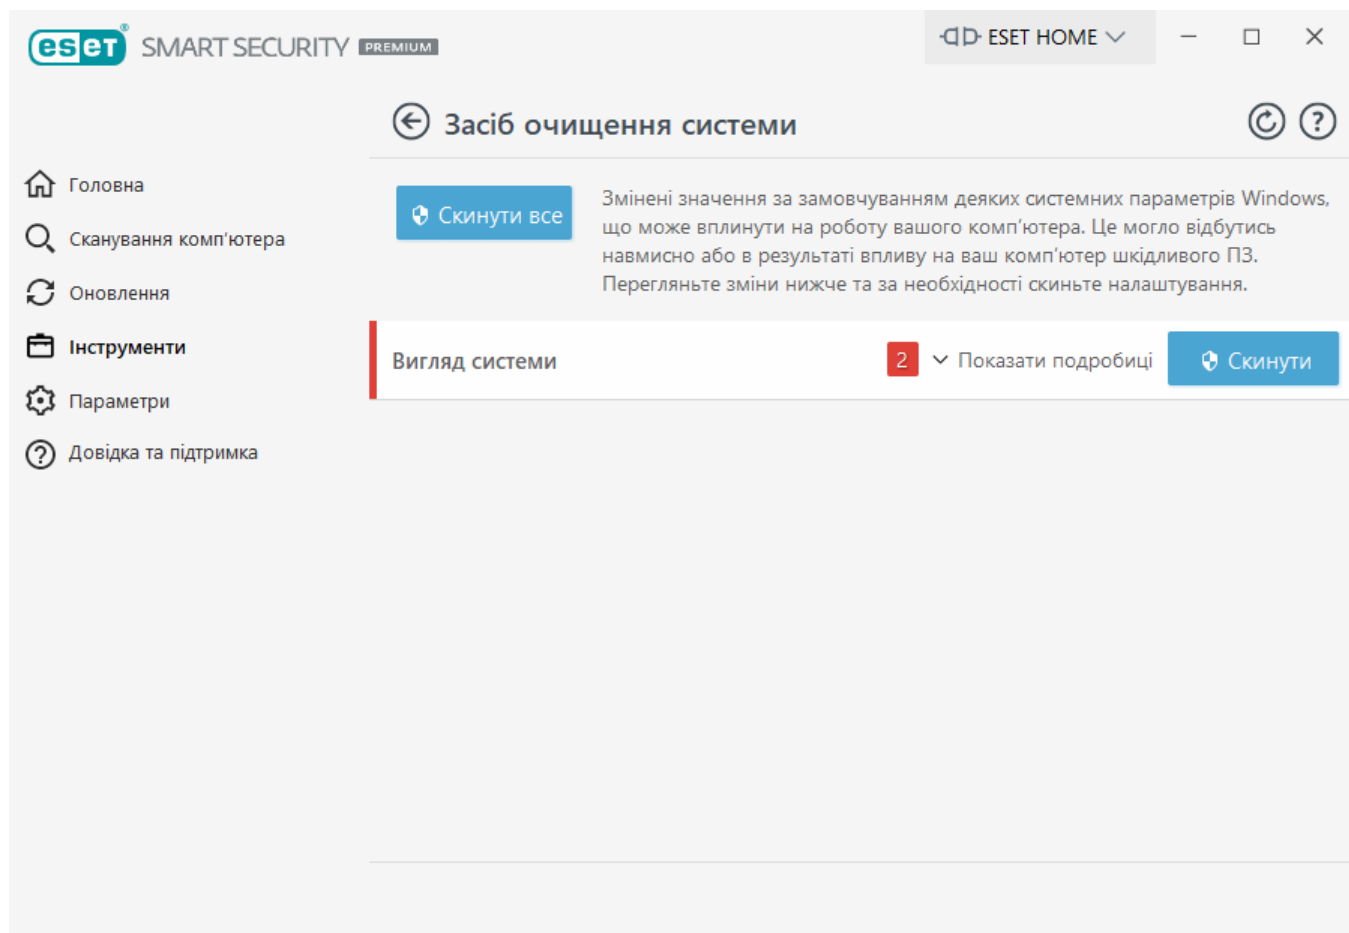 eset® SMART SECURITY PREMIUM
ESET HOME
Засіб очищення системи
Головна
Сканування комп'ютера
Оновлення
Інструменти
Параметри
Довідка та підтримка
Скинути все
Змінені значення за замовчуванням деяких системних параметрів Windows,
що може вплинути на роботу вашого комп'ютера. Це могло відбутись
навмисно або в результаті впливу на ваш комп'ютер шкідливого ПЗ.
Перегляньте зміни нижче та за необхідності скиньте налаштування.
Вигляд системи 2 Показати подробиці Скинути